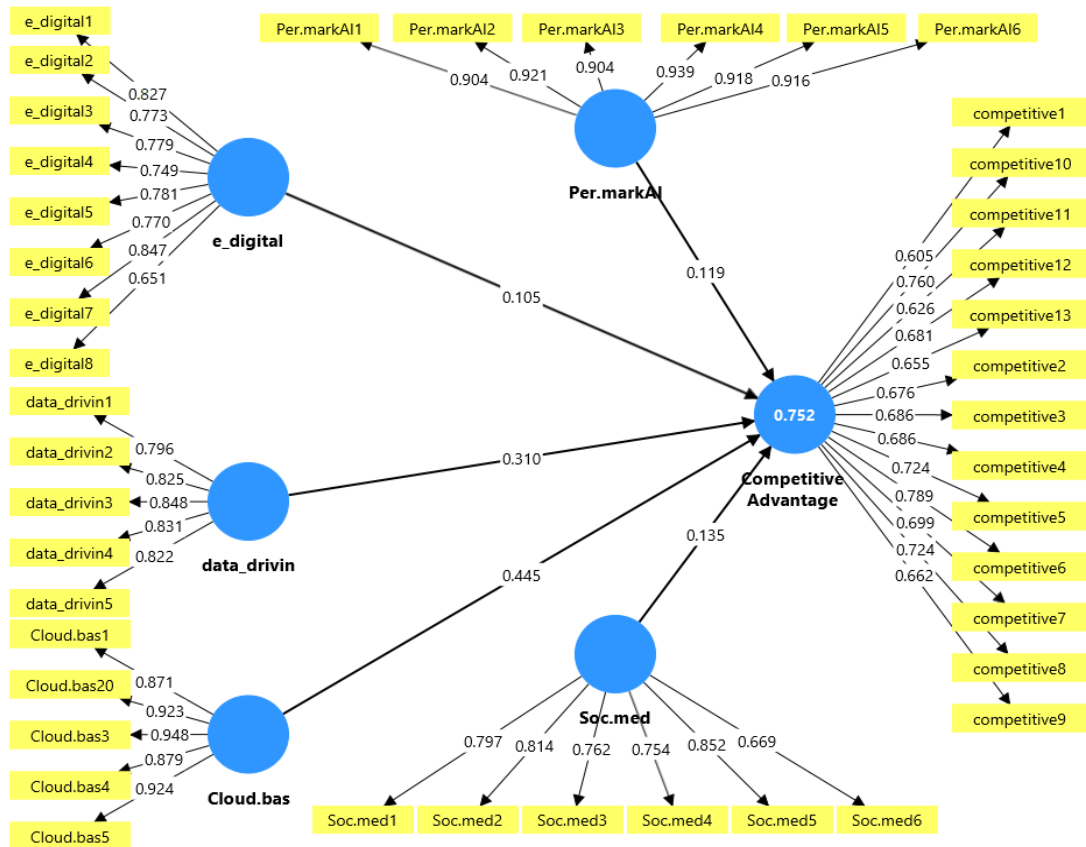 e_digital1
e_digital2
e_digital3
e_digital4
e_digital5
e_digital6
e_digital7
e_digital8
0.827
0.773
0.779
0.749
0.781
0.770
0.847
0.651
e_digital
Per.markAI1
Per.markAI2
Per.markAI3
Per.markAI4
Per.markAI5
Per.markAI6
0.904
0.921
0.904
0.939
0.918
0.916
Per.markAI
0.119
0.105
data_drivin1
data_drivin2
data_drivin3
data_drivin4
data_drivin5
0.796
0.825
0.848
0.831
0.822
data_drivin
0.310
Cloud.bas1
Cloud.bas20
Cloud.bas3
Cloud.bas4
Cloud.bas5
0.871
0.923
0.948
0.879
0.924
Cloud.bas
0.445
0.135
Soc.med
0.797
0.814
0.762
0.754
0.852
0.669
Soc.med1
Soc.med2
Soc.med3
Soc.med4
Soc.med5
Soc.med6
0.752
Competitive
Advantage
0.605
0.760
0.626
0.681
0.655
0.676
0.686
0.686
0.724
0.789
0.699
0.724
0.662
competitive1
competitive10
competitive11
competitive12
competitive13
competitive2
competitive3
competitive4
competitive5
competitive6
competitive7
competitive8
competitive9